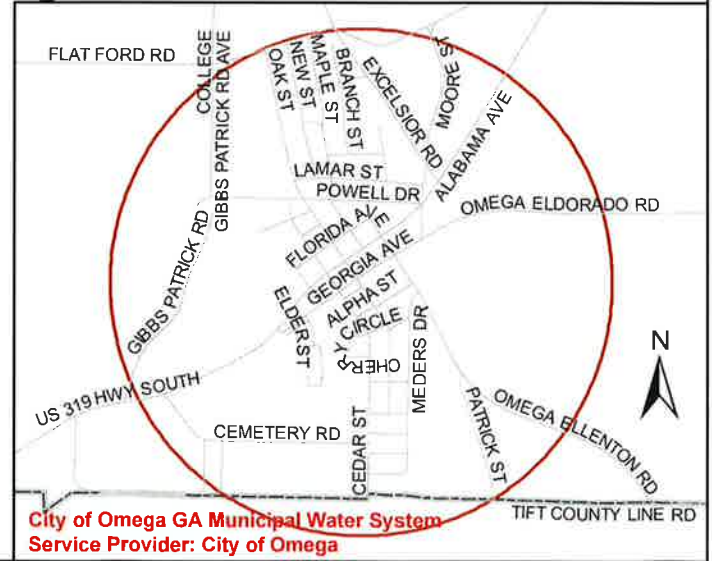 FLAT FORD RD
COLLEGE
GIBBS PATRICK RD AVE
OAK ST
NEW ST
MAPLE ST
BRANCH ST
EXCELSIOR RD
MOORE ST
ALABAMA AVE
LAMAR ST
POWELL DR
OMEGA ELDORADO RD
GIBBS PATRICK RD
FLORIDA AVE
GEORGIA AVE
ELDER ST
ALPHA ST
CHERRY CIRCLE
MEDERS DR
N
US 319 HWY SOUTH
CEMETERY RD
CEDAR ST
PATRICK ST
OMEGA ELLENTON RD
TIFT COUNTY LINE RD
City of Omega GA Municipal Water System
Service Provider: City of Omega